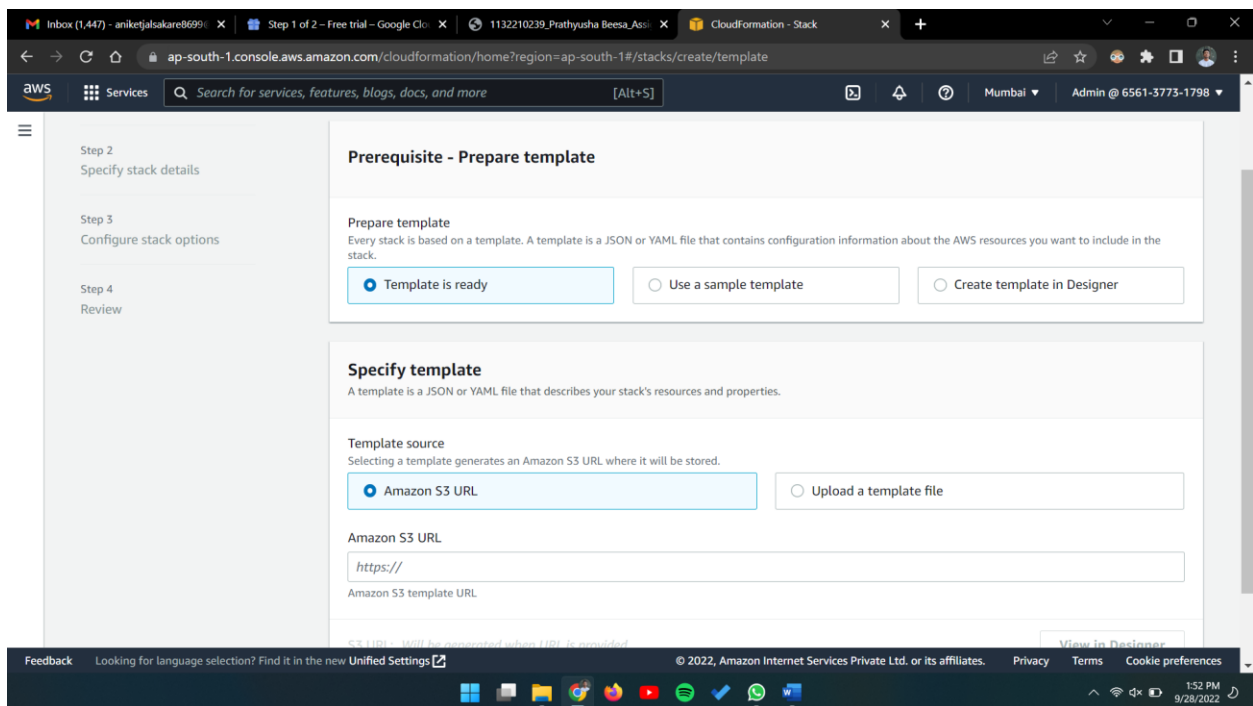 Inbox (1,447) - aniketjalsakare8699@
Step 1 of 2 – Free trial – Google Clo
1132210239_Prathyusha Beesa_Assi
CloudFormation - Stack
ap-south-1.console.aws.amazon.com/cloudformation/home?region=ap-south-1#/stacks/create/template
aws
Services
Search for services, features, blogs, docs, and more
[Alt+S]
Mumbai
Admin @ 6561-3773-1798
Step 2
Specify stack details
Step 3
Configure stack options
Step 4
Review
Prerequisite - Prepare template
Prepare template
Every stack is based on a template. A template is a JSON or YAML file that contains configuration information about the AWS resources you want to include in the
stack.
Template is ready
Use a sample template
Create template in Designer
Specify template
A template is a JSON or YAML file that describes your stack's resources and properties.
Template source
Selecting a template generates an Amazon S3 URL where it will be stored.
Amazon S3 URL
Upload a template file
Amazon S3 URL
https://
Amazon S3 template URL
S3 URL: Will be generated when URL is provided
View in Designer
Feedback
Looking for language selection? Find it in the new Unified Settings
© 2022, Amazon Internet Services Private Ltd. or its affiliates.
Privacy
Terms
Cookie preferences
1:52 PM
9/28/2022